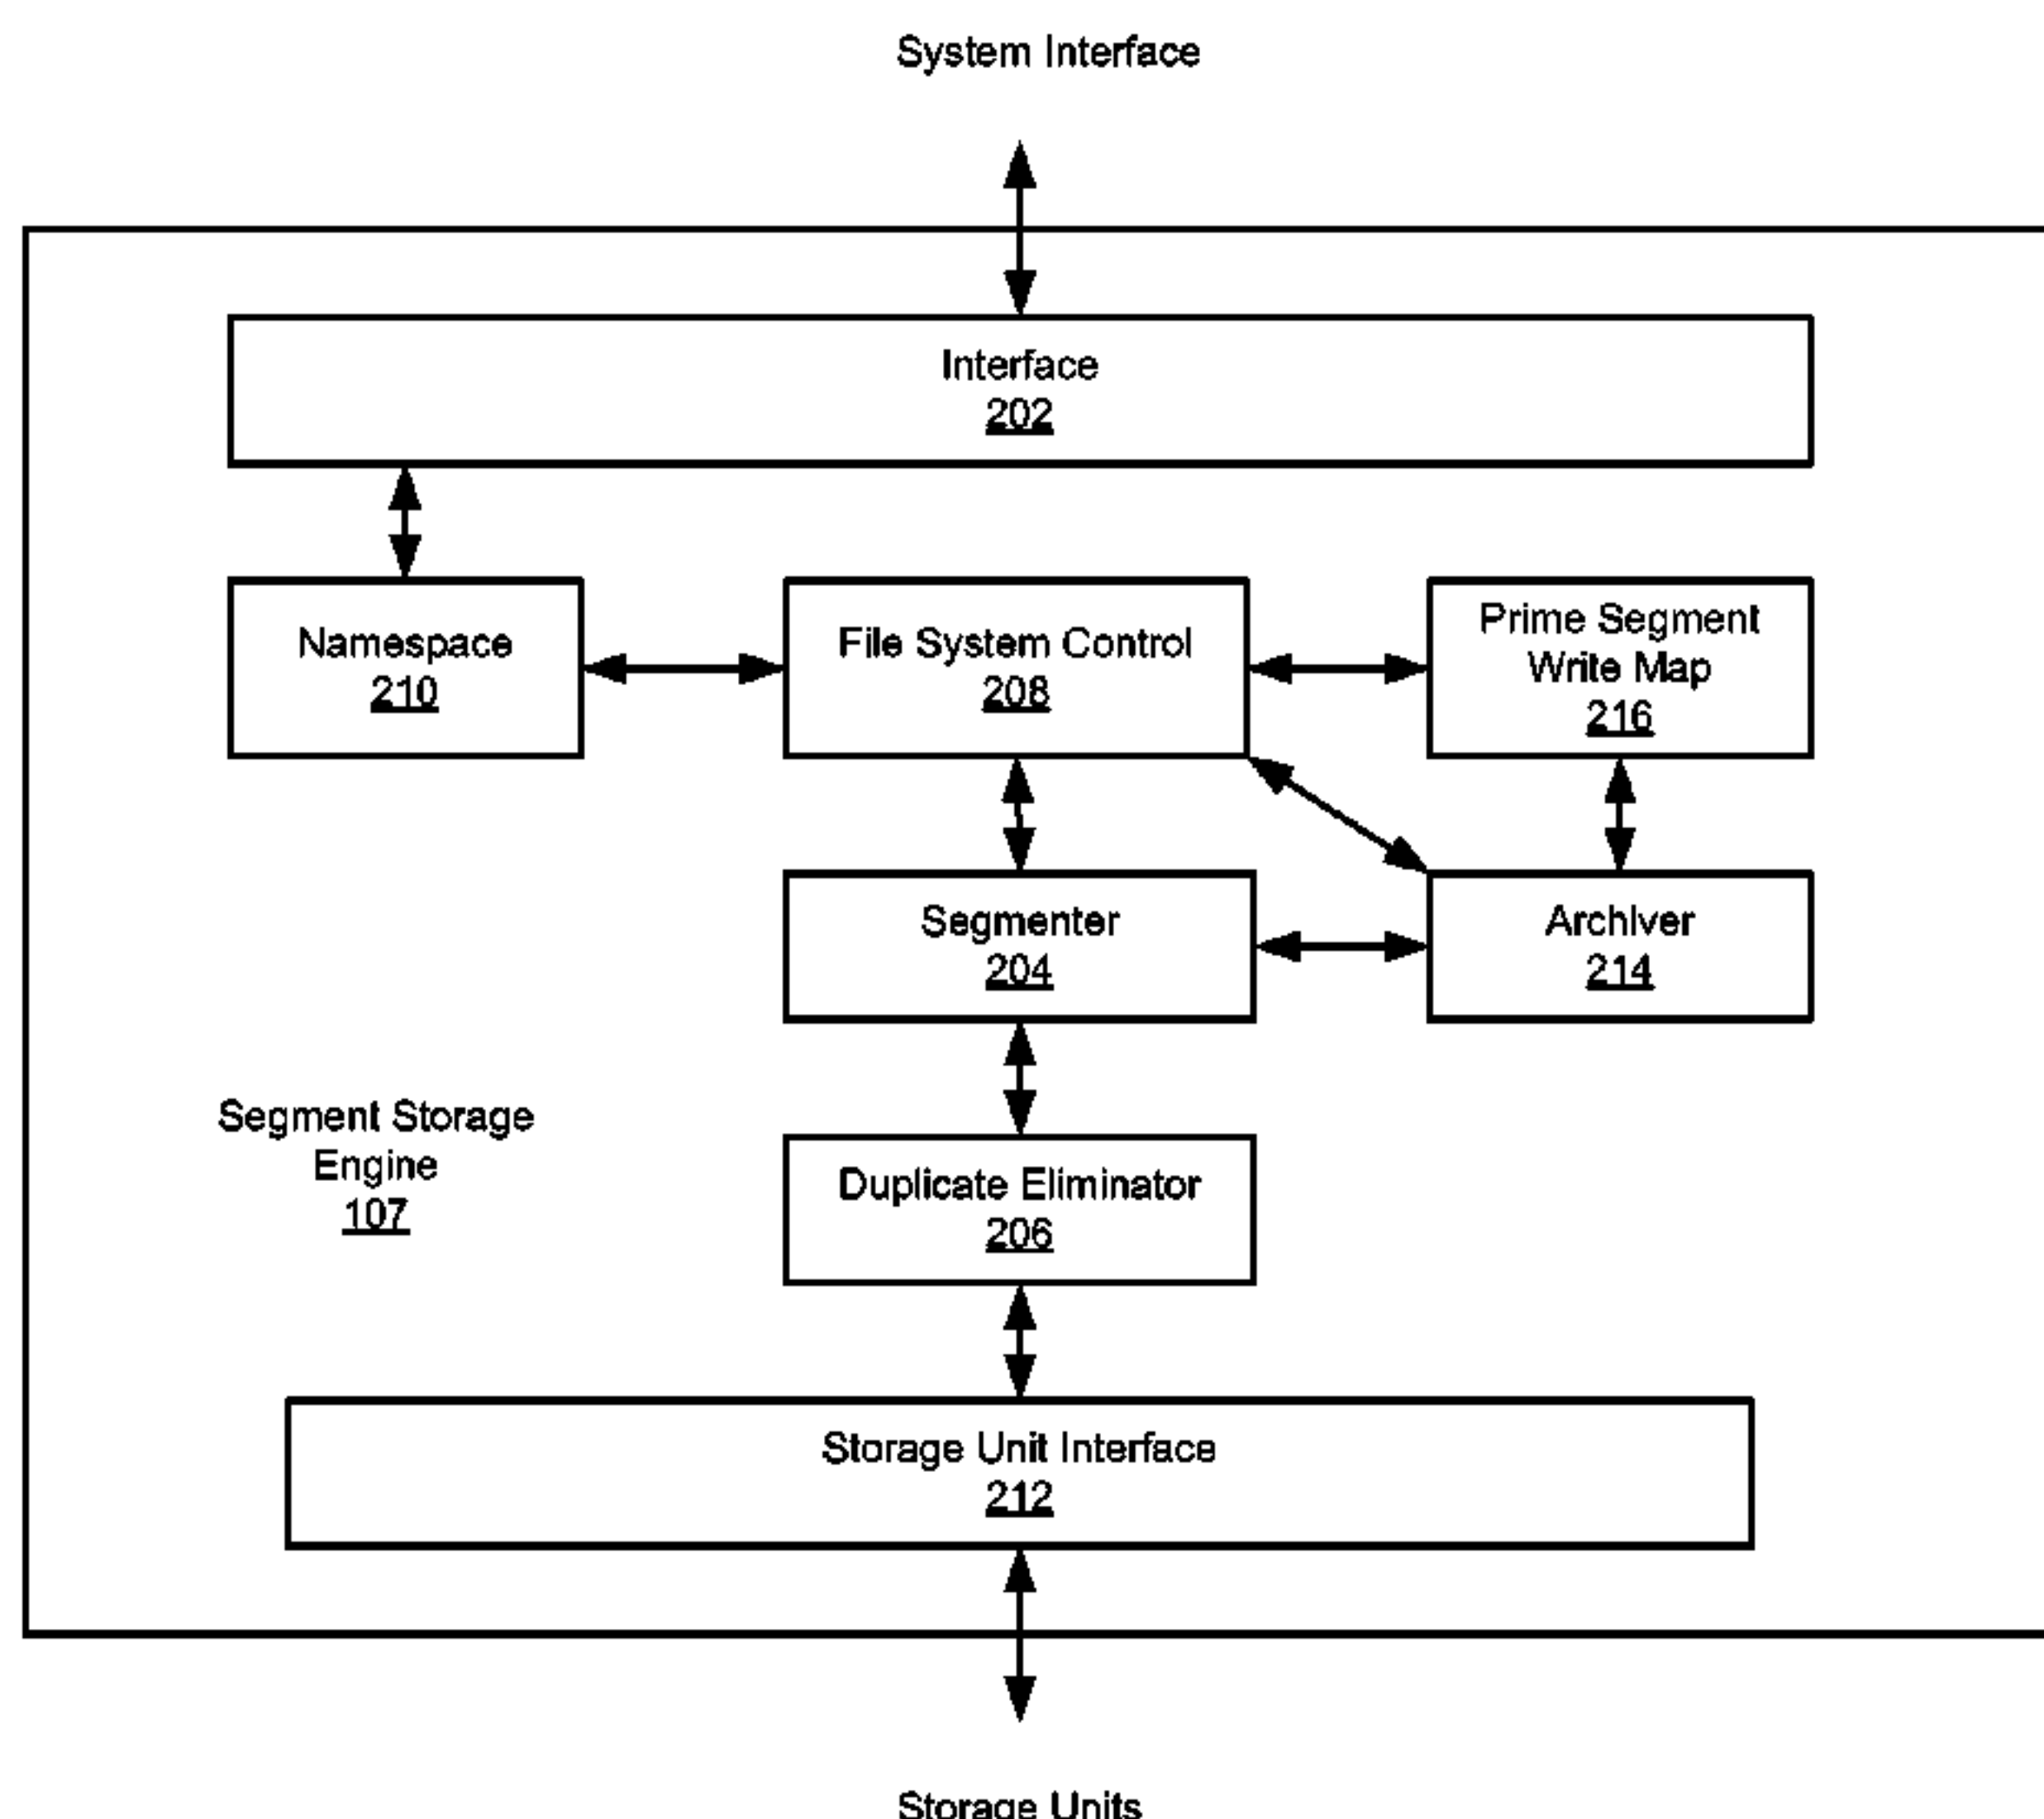 System Interface
Interface
202
Namespace
210
File System Control
208
Prime Segment
Write Map
216
Segmenter
204
Archiver
214
Segment Storage
Engine
107
Duplicate Eliminator
206
Storage Unit Interface
212
Storage Units